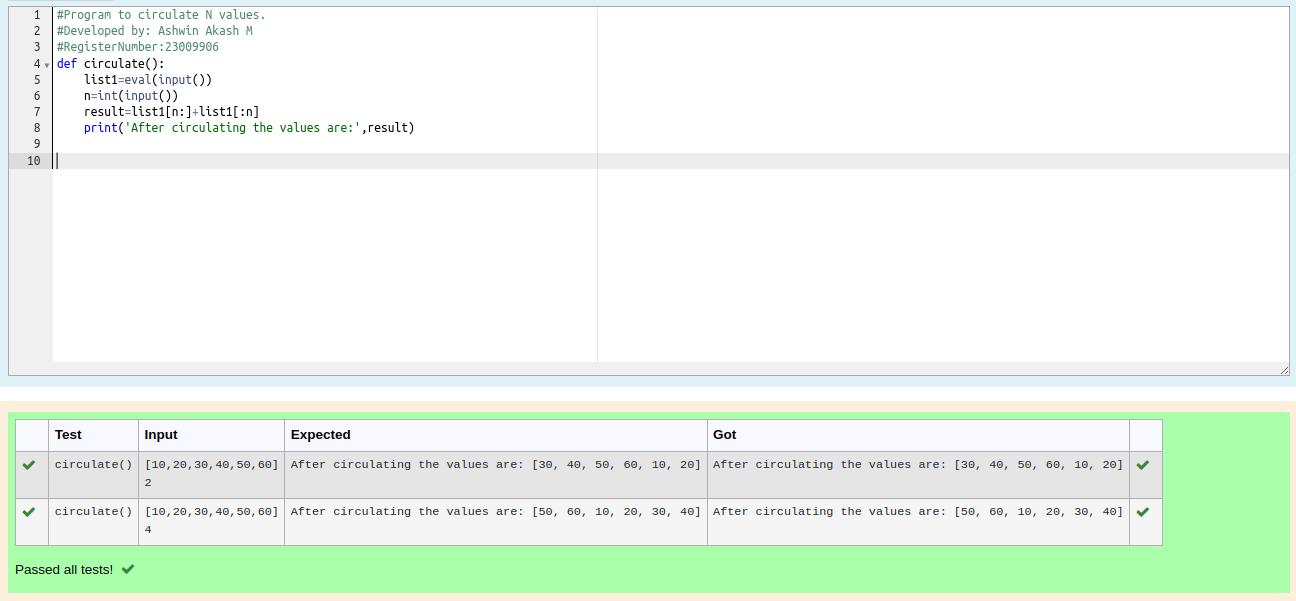 1 #Program to circulate N values.
2 #Developed by: Ashwin Akash M
3 #RegisterNumber:23009906
4 def circulate():
5     list1=eval(input())
6     n=int(input())
7     result=list1[n:]+list1[:n]
8     print('After circulating the values are:',result)
9
10
Test Input Expected Got
circulate() [10,20,30,40,50,60] After circulating the values are: [30, 40, 50, 60, 10, 20] After circulating the values are: [30, 40, 50, 60, 10, 20]
2
circulate() [10,20,30,40,50,60] After circulating the values are: [50, 60, 10, 20, 30, 40] After circulating the values are: [50, 60, 10, 20, 30, 40]
4
Passed all tests!